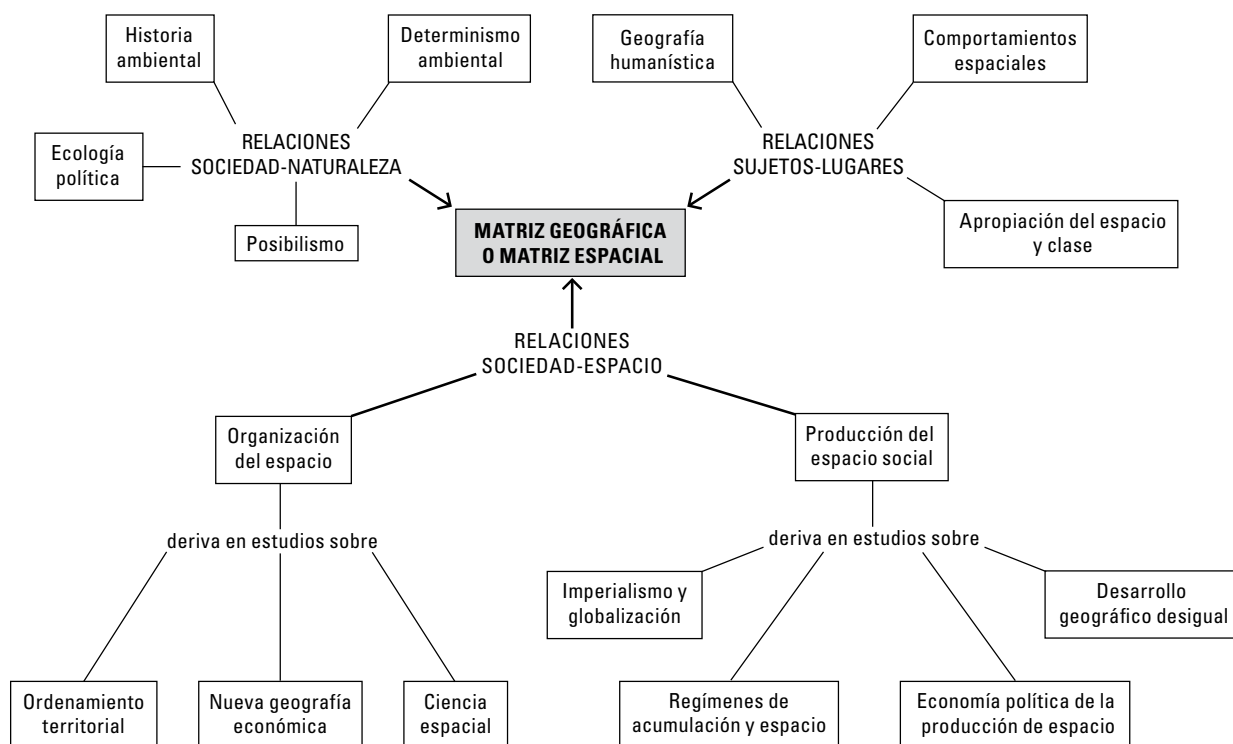 Historia
ambiental
Determinismo
ambiental
Geografía
humanística
Comportamientos
espaciales
Ecología
política
RELACIONES
SOCIEDAD-NATURALEZA
RELACIONES
SUJETOS-LUGARES
Posibilismo
MATRIZ GEOGRÁFICA
O MATRIZ ESPACIAL
Apropiación del espacio
y clase
RELACIONES
SOCIEDAD-ESPACIO
Organización
del espacio
Producción del
espacio social
deriva en estudios sobre
deriva en estudios sobre
Imperialismo y
globalización
Desarrollo
geográfico desigual
Ordenamiento
territorial
Nueva geografía
económica
Ciencia
espacial
Regímenes de
acumulación y espacio
Economía política de la
producción de espacio